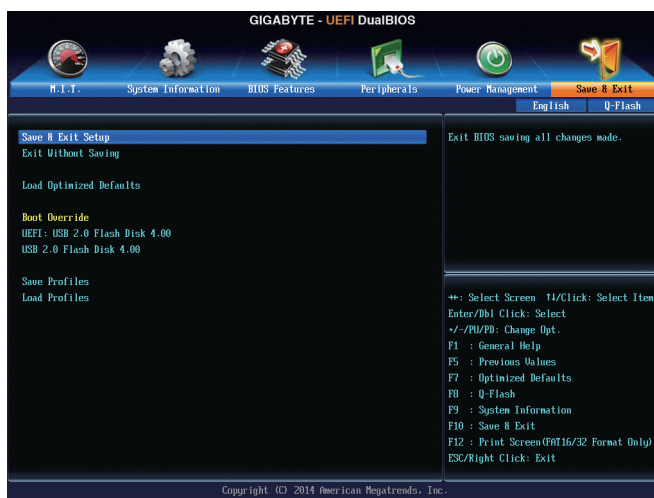 GIGABYTE - UEFI DualBIOS
M.I.T.
System Information
BIOS Features
Peripherals
Power Management
Save & Exit
English
Q-Flash
Save & Exit Setup
Exit Without Saving
Load Optimized Defaults
Boot Override
UEFI: USB 2.0 Flash Disk 4.00
USB 2.0 Flash Disk 4.00
Save Profiles
Load Profiles
Exit BIOS saving all changes made.
→←: Select Screen ↑↓/Click: Select Item
Enter/Dbl Click: Select
+/-/PU/PD: Change Opt.
F1 : General Help
F5 : Previous Values
F7 : Optimized Defaults
F8 : Q-Flash
F9 : System Information
F10 : Save & Exit
F12 : Print Screen(FAT16/32 Format Only)
ESC/Right Click: Exit
Copyright (C) 2014 American Megatrends, Inc.